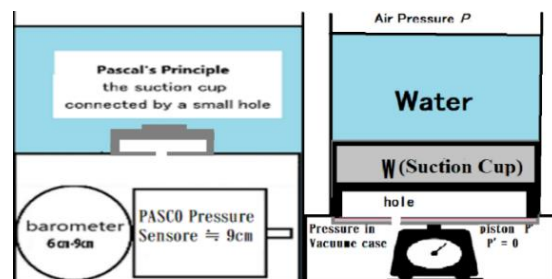 Pascal's Principle
the suction cup
connected by a small hole
barometer
6cm-9cm
PASCO Pressure
Sensore ≒ 9cm
Air Pressure P
Water
W (Suction Cup)
hole
Pressure in
Vacuume case
piston P'
P' = 0